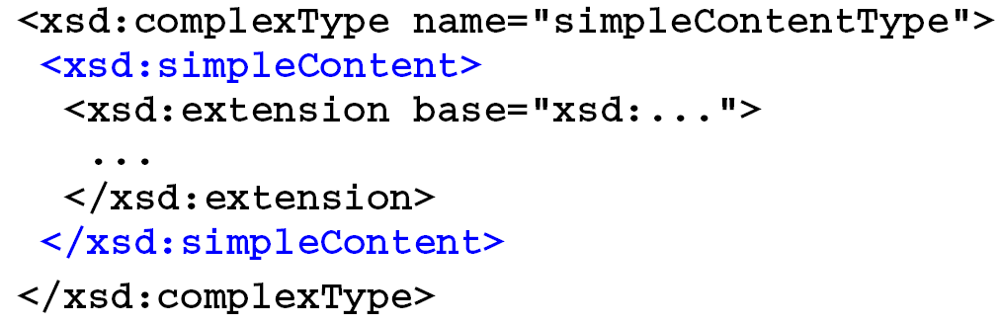 <xsd:complexType name="simpleContentType">
<xsd:simpleContent>
<xsd:extension base="xsd:...">
...
</xsd:extension>
</xsd:simpleContent>
</xsd:complexType>